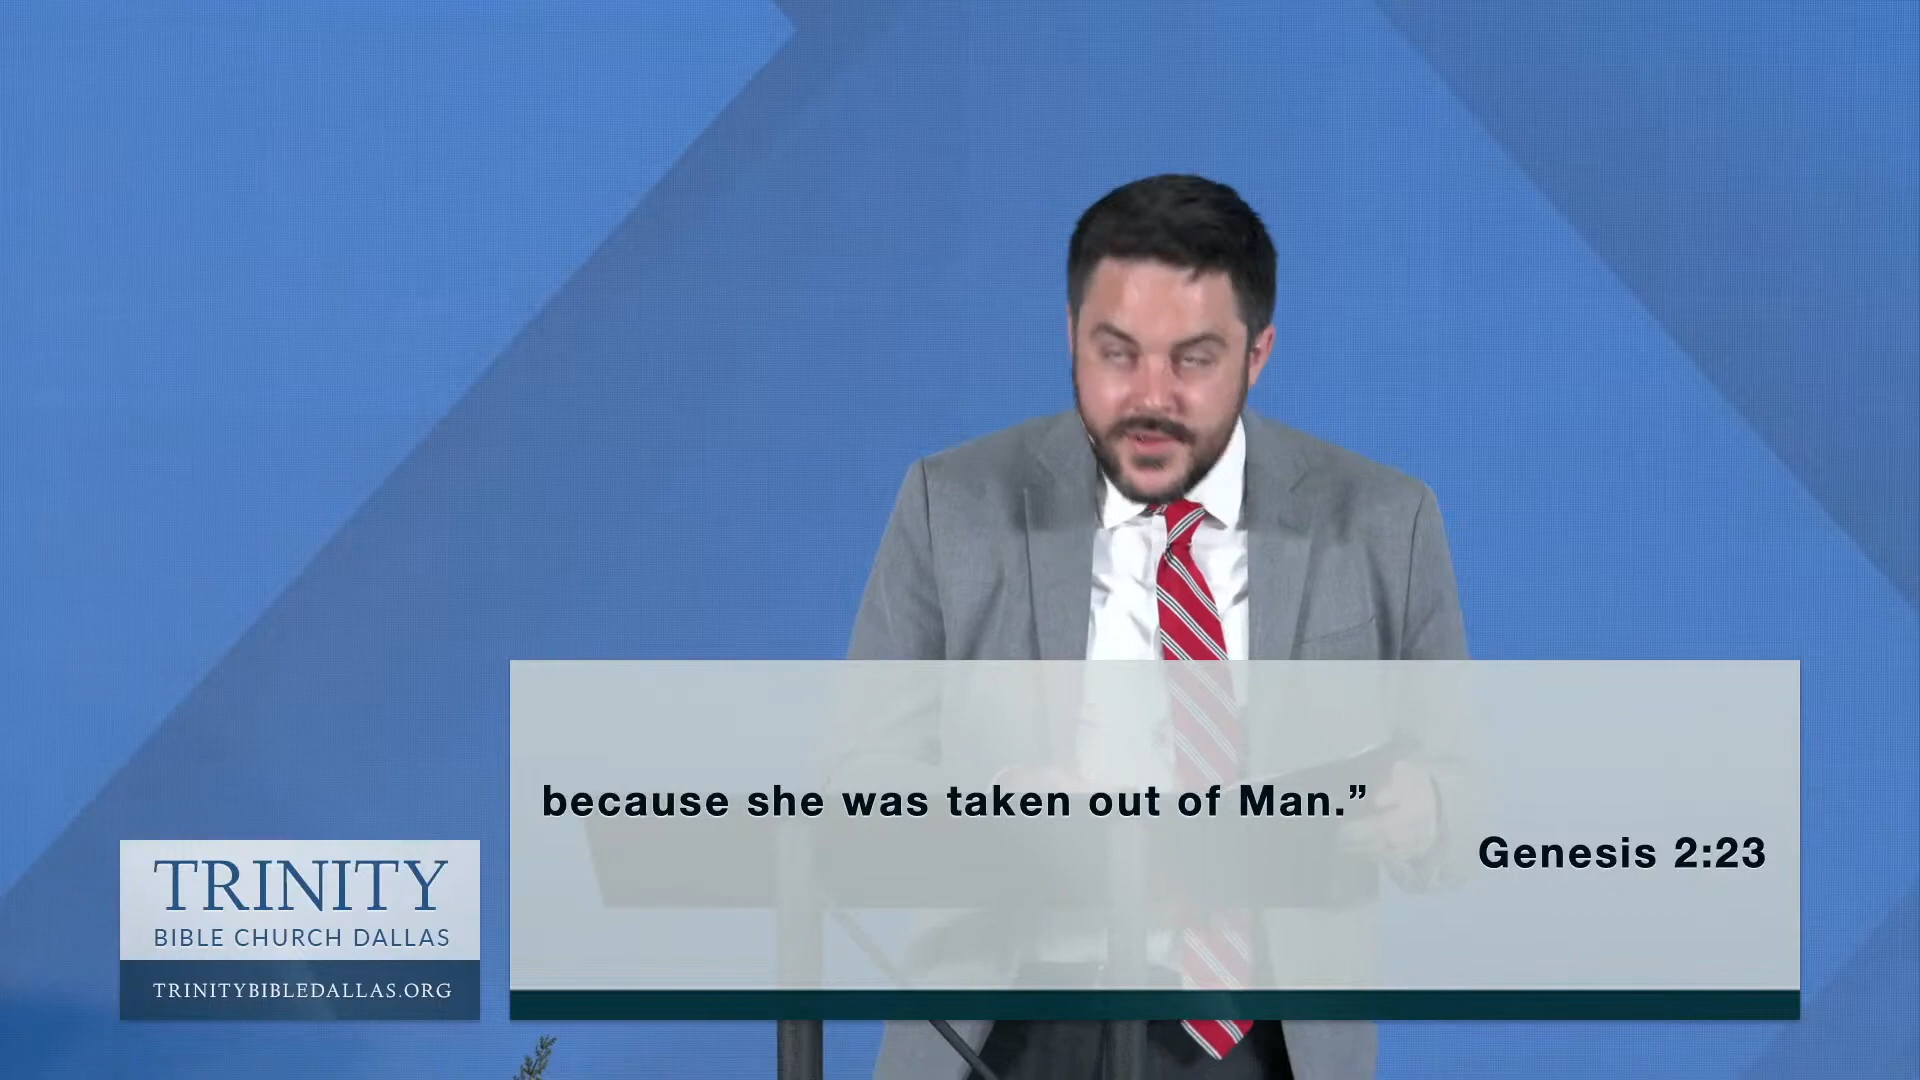 because she was taken out of Man.”
Genesis 2:23
TRINITY
BIBLE CHURCH DALLAS
TRINITYBIBLEDALLAS.ORG